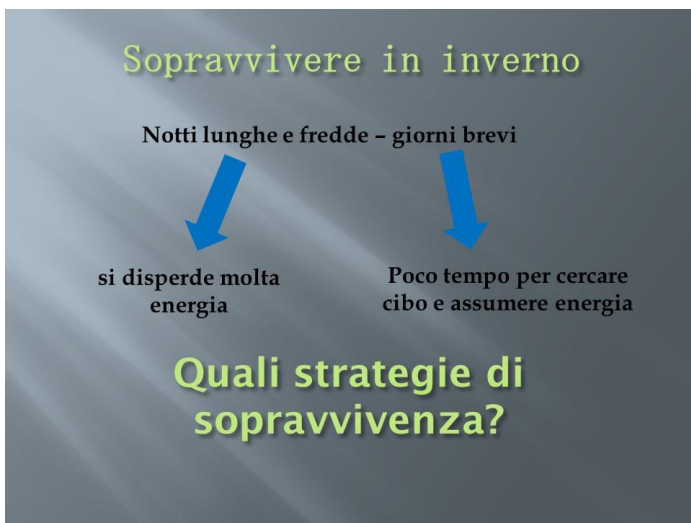 Sopravvivere in inverno
Notti lunghe e fredde – giorni brevi
si disperde molta
energia
Poco tempo per cercare
cibo e assumere energia
Quali strategie di
sopravvivenza?